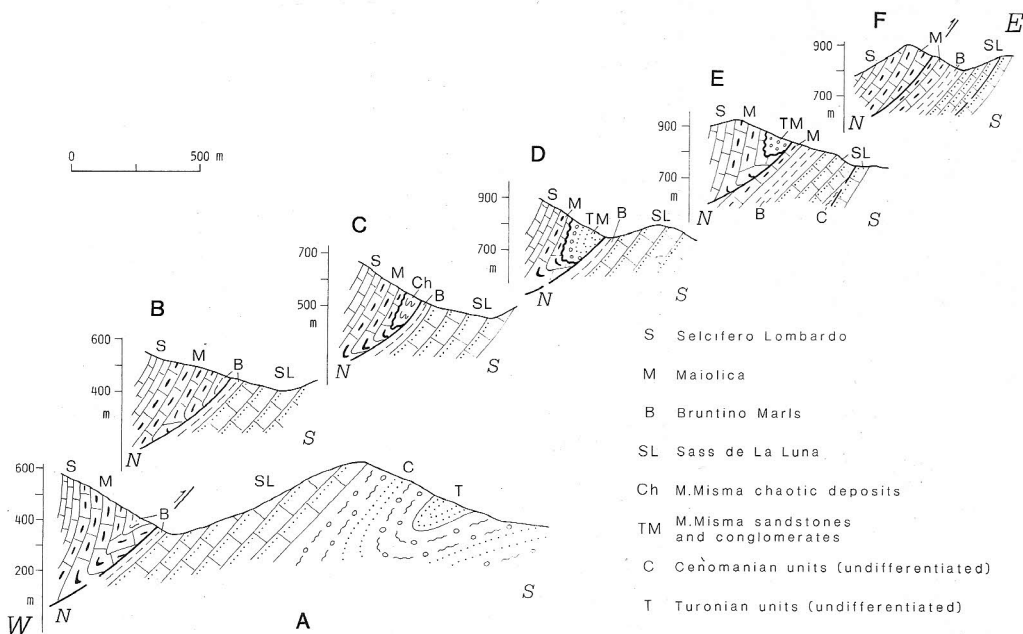 F
E
900
700
m
S
M
B
SL
N
S
E
900
700
m
S
M
TM
M
SL
N
B
C
S
0
500 m
D
900
700
m
S
M
TM
B
SL
N
S
C
700
500
m
S
M
Ch
B
SL
N
S
B
600
400
m
S
M
B
SL
N
S
600
400
200
m
S
M
B
SL
C
T
W
N
A
S
S Selcifero Lombardo
M Maiolica
B Bruntino Marls
SL Sass de La Luna
Ch M.Misma chaotic deposits
TM M.Misma sandstones
and conglomerates
C Cenomanian units (undifferentiated)
T Turonian units (undifferentiated)